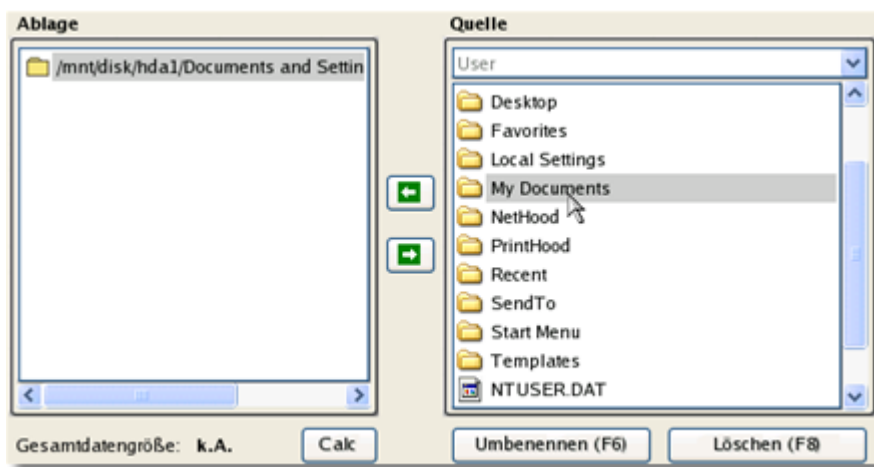 Ablage
/mnt/disk/hda1/Documents and Settin
Gesamtdatengröße: k.A.
Calc
Quelle
User
Desktop
Favorites
Local Settings
My Documents
NetHood
PrintHood
Recent
SendTo
Start Menu
Templates
NTUSER.DAT
Umbenennen (F6)
Löschen (F8)